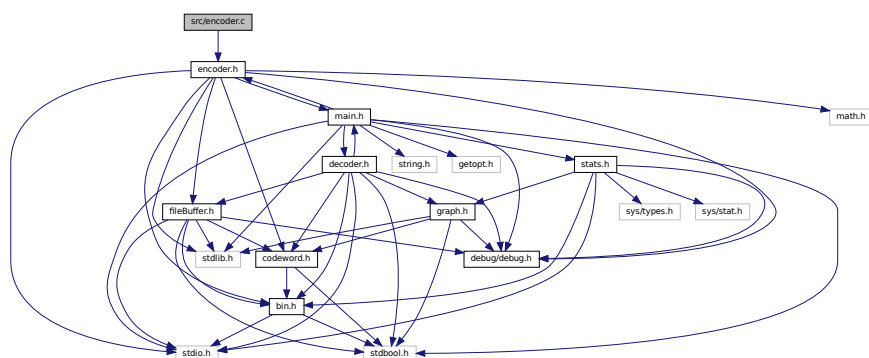 src/encoder.c
encoder.h
main.h
math.h
decoder.h
string.h
getopt.h
stats.h
fileBuffer.h
graph.h
sys/types.h
sys/stat.h
stdlib.h
codeword.h
debug/debug.h
bin.h
stdio.h
stdbool.h